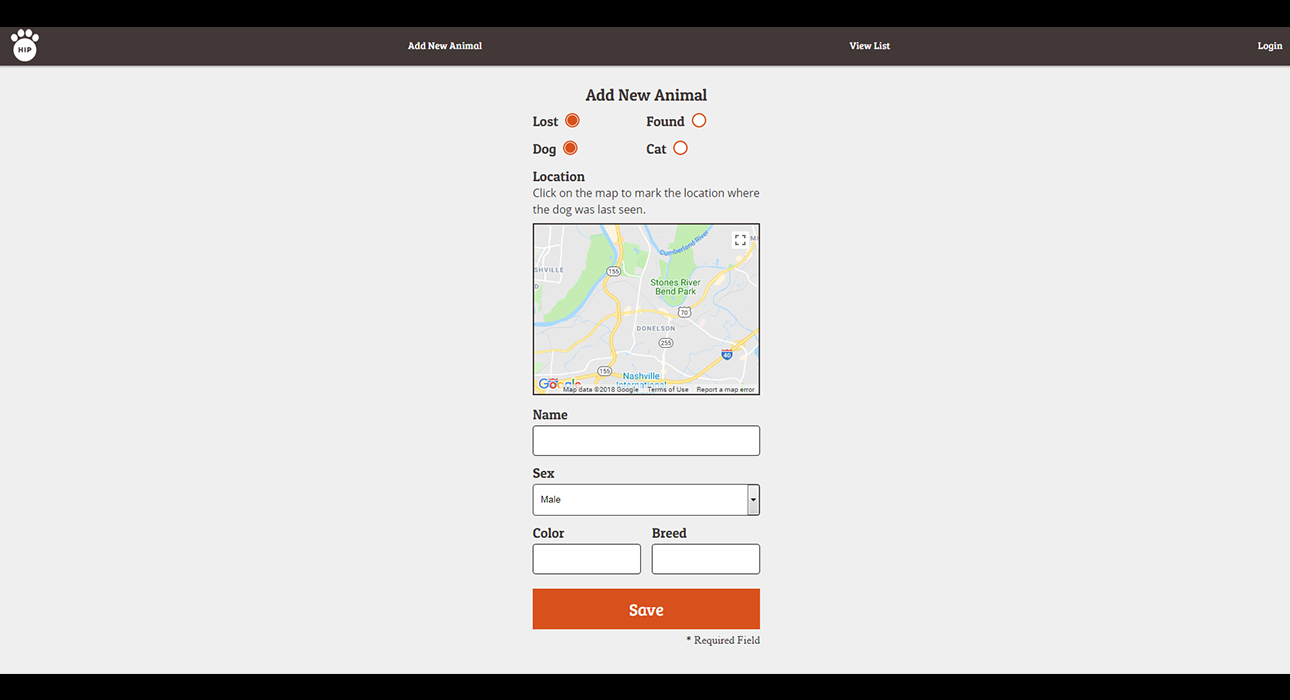 HIP
Add New Animal
View List
Login
Add New Animal
Lost
Found
Dog
Cat
Location
Click on the map to mark the location where
the dog was last seen.
Cumberland River
SHVILLE
155
Stones River
Bend Park
70
DONELSON
255
40
155
Nashville
International
Google
Map data ©2018 Google
Terms of Use
Report a map error
Name
Sex
Male
Color
Breed
Save
* Required Field